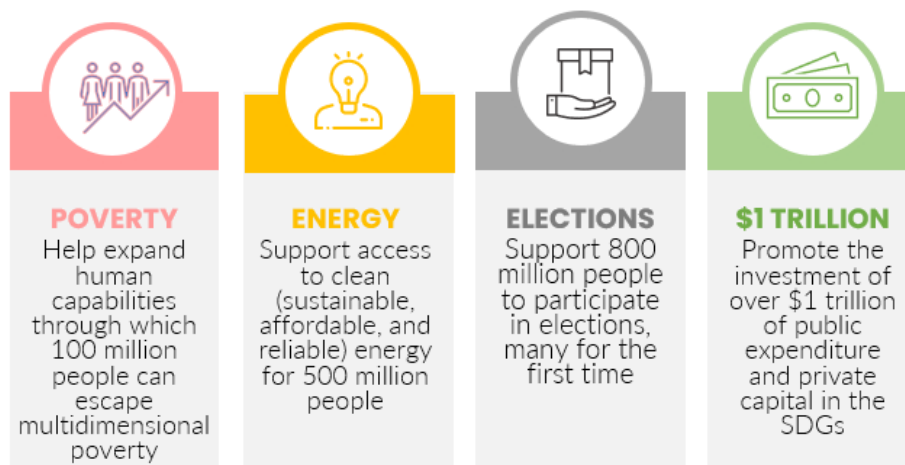 POVERTY
Help expand
human
capabilities
through which
100 million
people can
escape
multidimensional
poverty
ENERGY
Support access
to clean
(sustainable,
affordable, and
reliable) energy
for 500 million
people
ELECTIONS
Support 800
million people
to participate
in elections,
many for the
first time
$1 TRILLION
Promote the
investment of
over $1 trillion
of public
expenditure
and private
capital in the
SDGs